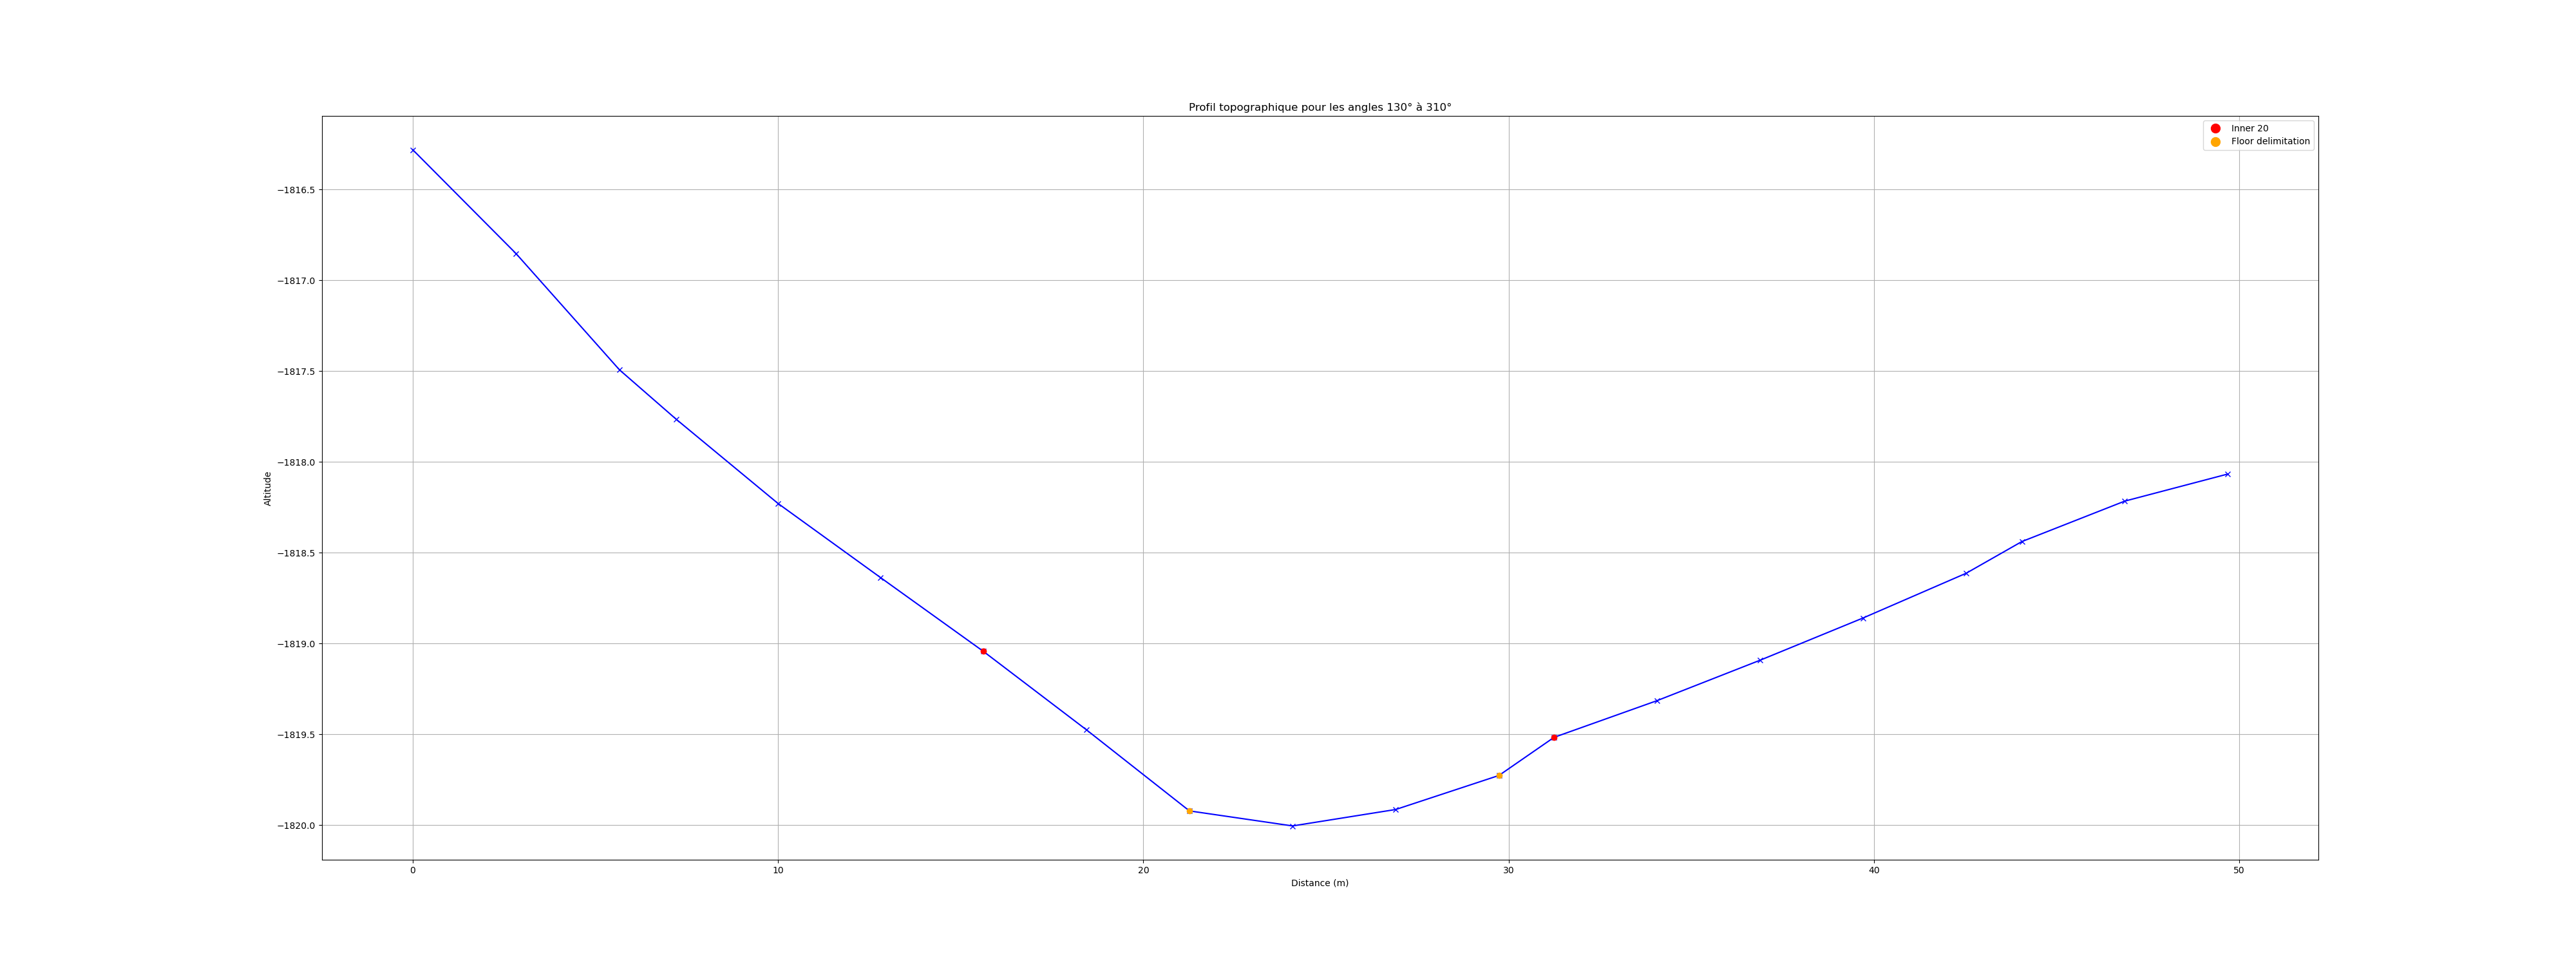 Profil topographique pour les angles 130° à 310°
Inner 20
Floor delimitation
−1816.5
−1817.0
−1817.5
−1818.0
−1818.5
−1819.0
−1819.5
−1820.0
Altitude
0 10 20 30 40 50
Distance (m)